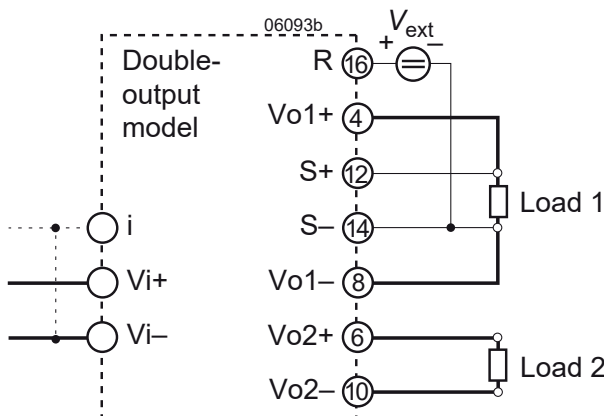 06093b
V ext
+ –
Double-
output
model
R 16
Vo1+ 4
S+ 12
Load 1
S– 14
i
Vi+
Vo1– 8
Vi–
Vo2+ 6
Load 2
Vo2– 10